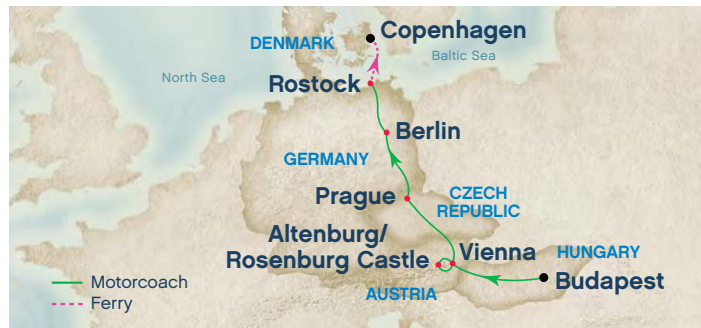 Copenhagen
DENMARK
Baltic Sea
North Sea
Rostock
Berlin
GERMANY
Prague
CZECH
REPUBLIC
Altenburg/
Rosenburg Castle
Vienna
HUNGARY
Budapest
AUSTRIA
Motorcoach
Ferry